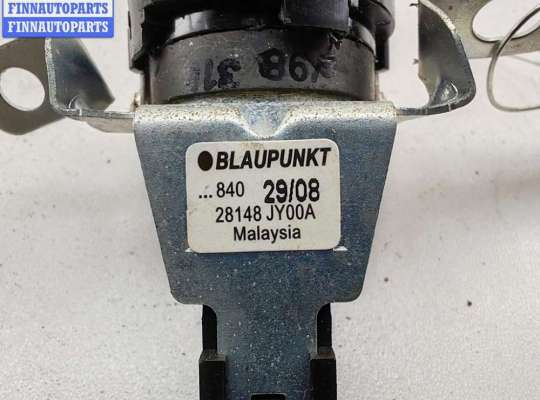 FINNAUTOPARTS
FINNAUTOPARTS
BLAUPUNKT
... 840 29/08
28148 JY00A
Malaysia